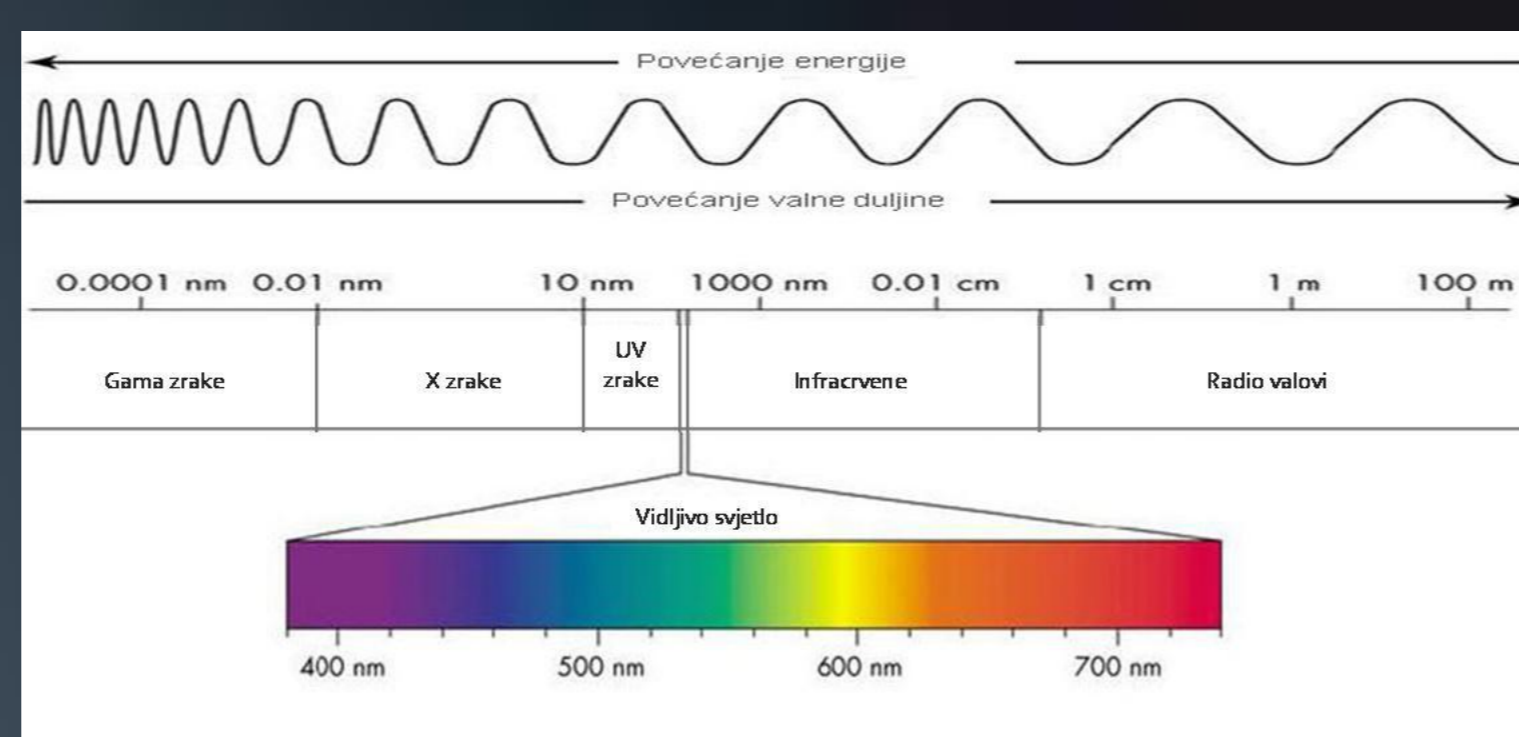 Povećanje energije
Povećanje valne duljine
0.0001 nm 0.01 nm 10 nm 1000 nm 0.01 cm 1 cm 1 m 100 m
Gama zrake X zrake UV zrake Infracrvene Radio valovi
Vidljivo svjetlo
400 nm 500 nm 600 nm 700 nm